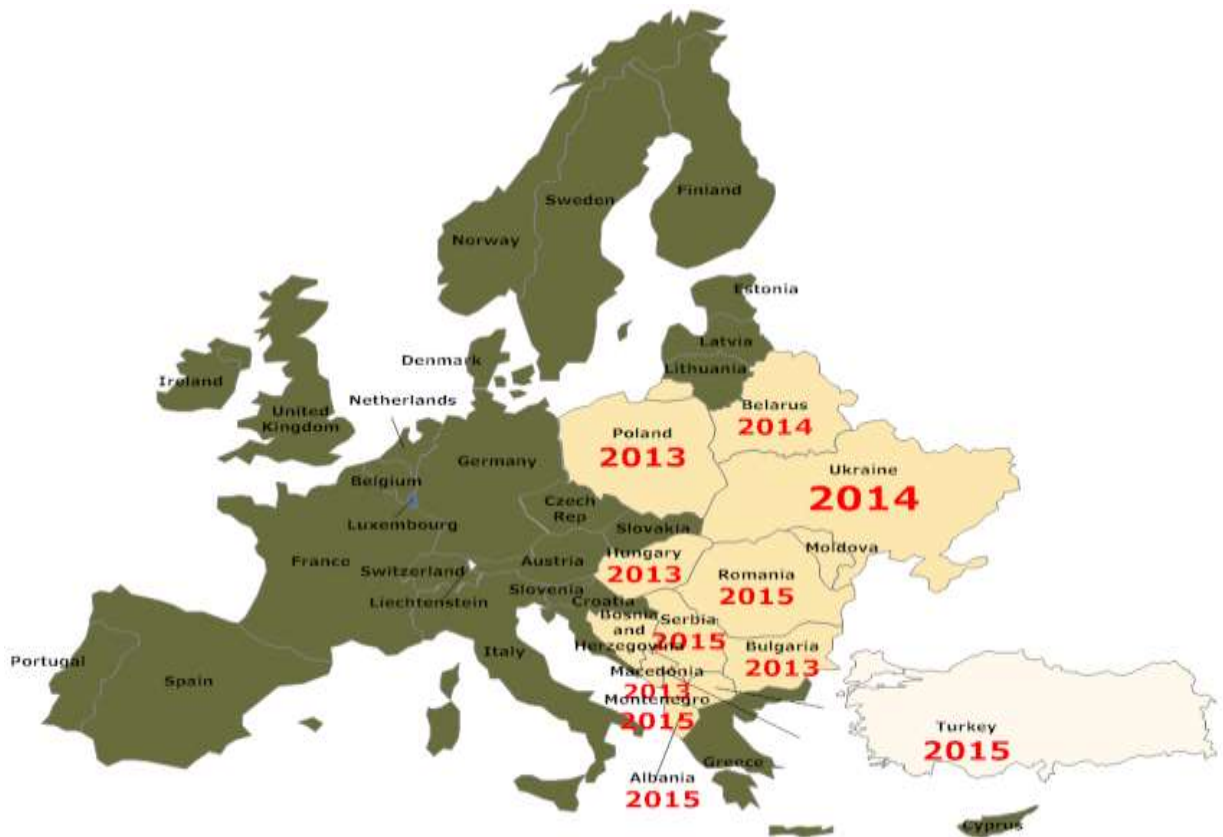 Finland
Sweden
Norway
Estonia
Latvia
Denmark
Lithuania
Ireland
Netherlands
Belarus
2014
United
Kingdom
Poland
2013
Germany
Ukraine
2014
Belgium
Czech
Rep
Luxembourg
Slovakia
Moldova
France
Austria
Hungary
2013
Switzerland
Romania
2015
Slovenia
Liechtenstein
Croatia
Bosnia
and
Herzegovina
Serbia
2015
Bulgaria
2013
Italy
Portugal
Spain
Macedonia
2013
Montenegro
2015
Turkey
2015
Greece
Albania
2015
Cyprus